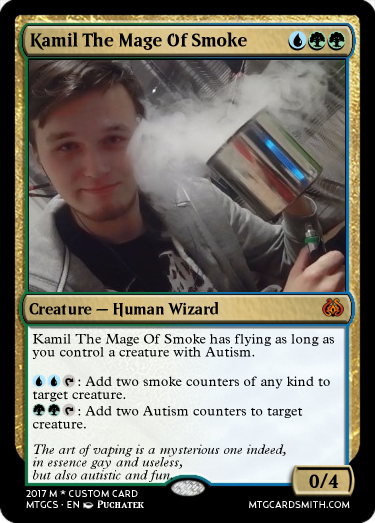 Kamil The Mage Of Smoke
Creature — Human Wizard
Kamil The Mage Of Smoke has flying as long as
you control a creature with Autism.
: Add two smoke counters of any kind to
target creature.
: Add two Autism counters to target
creature.
The art of vaping is a mysterious one indeed,
in essence gay and useless,
but also autistic and fun.
0/4
2017 M * CUSTOM CARD
MTGCS · EN PUCHATEK
MTGCARDSMITH.COM